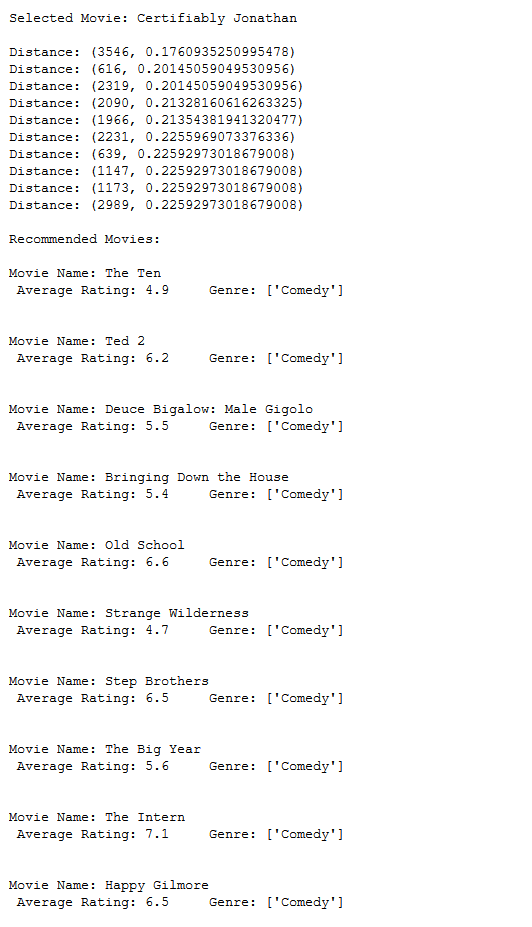 Selected Movie: Certifiably Jonathan
Distance: (3546, 0.1760935250995478)
Distance: (616, 0.20145059049530956)
Distance: (2319, 0.20145059049530956)
Distance: (2090, 0.21328160616263325)
Distance: (1966, 0.21354381941320477)
Distance: (2231, 0.2255969073376336)
Distance: (639, 0.22592973018679008)
Distance: (1147, 0.22592973018679008)
Distance: (1173, 0.22592973018679008)
Distance: (2989, 0.22592973018679008)
Recommended Movies:
Movie Name: The Ten
Average Rating: 4.9     Genre: ['Comedy']
Movie Name: Ted 2
Average Rating: 6.2     Genre: ['Comedy']
Movie Name: Deuce Bigalow: Male Gigolo
Average Rating: 5.5     Genre: ['Comedy']
Movie Name: Bringing Down the House
Average Rating: 5.4     Genre: ['Comedy']
Movie Name: Old School
Average Rating: 6.6     Genre: ['Comedy']
Movie Name: Strange Wilderness
Average Rating: 4.7     Genre: ['Comedy']
Movie Name: Step Brothers
Average Rating: 6.5     Genre: ['Comedy']
Movie Name: The Big Year
Average Rating: 5.6     Genre: ['Comedy']
Movie Name: The Intern
Average Rating: 7.1     Genre: ['Comedy']
Movie Name: Happy Gilmore
Average Rating: 6.5     Genre: ['Comedy']